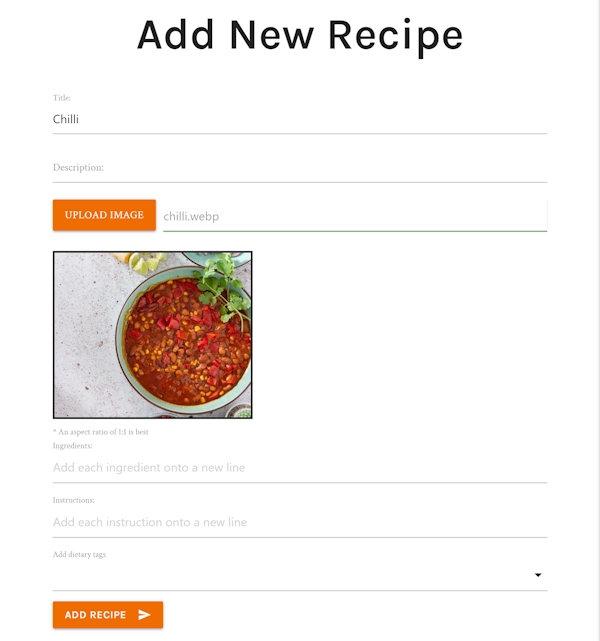 Add New Recipe
Title:
Chilli
Description:
UPLOAD IMAGE chilli.webp
* An aspect ratio of 1:1 is best
Ingredients:
Add each ingredient onto a new line
Instructions:
Add each instruction onto a new line
Add dietary tags
ADD RECIPE